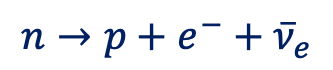 n → p + e⁻ + ν̄ₑ